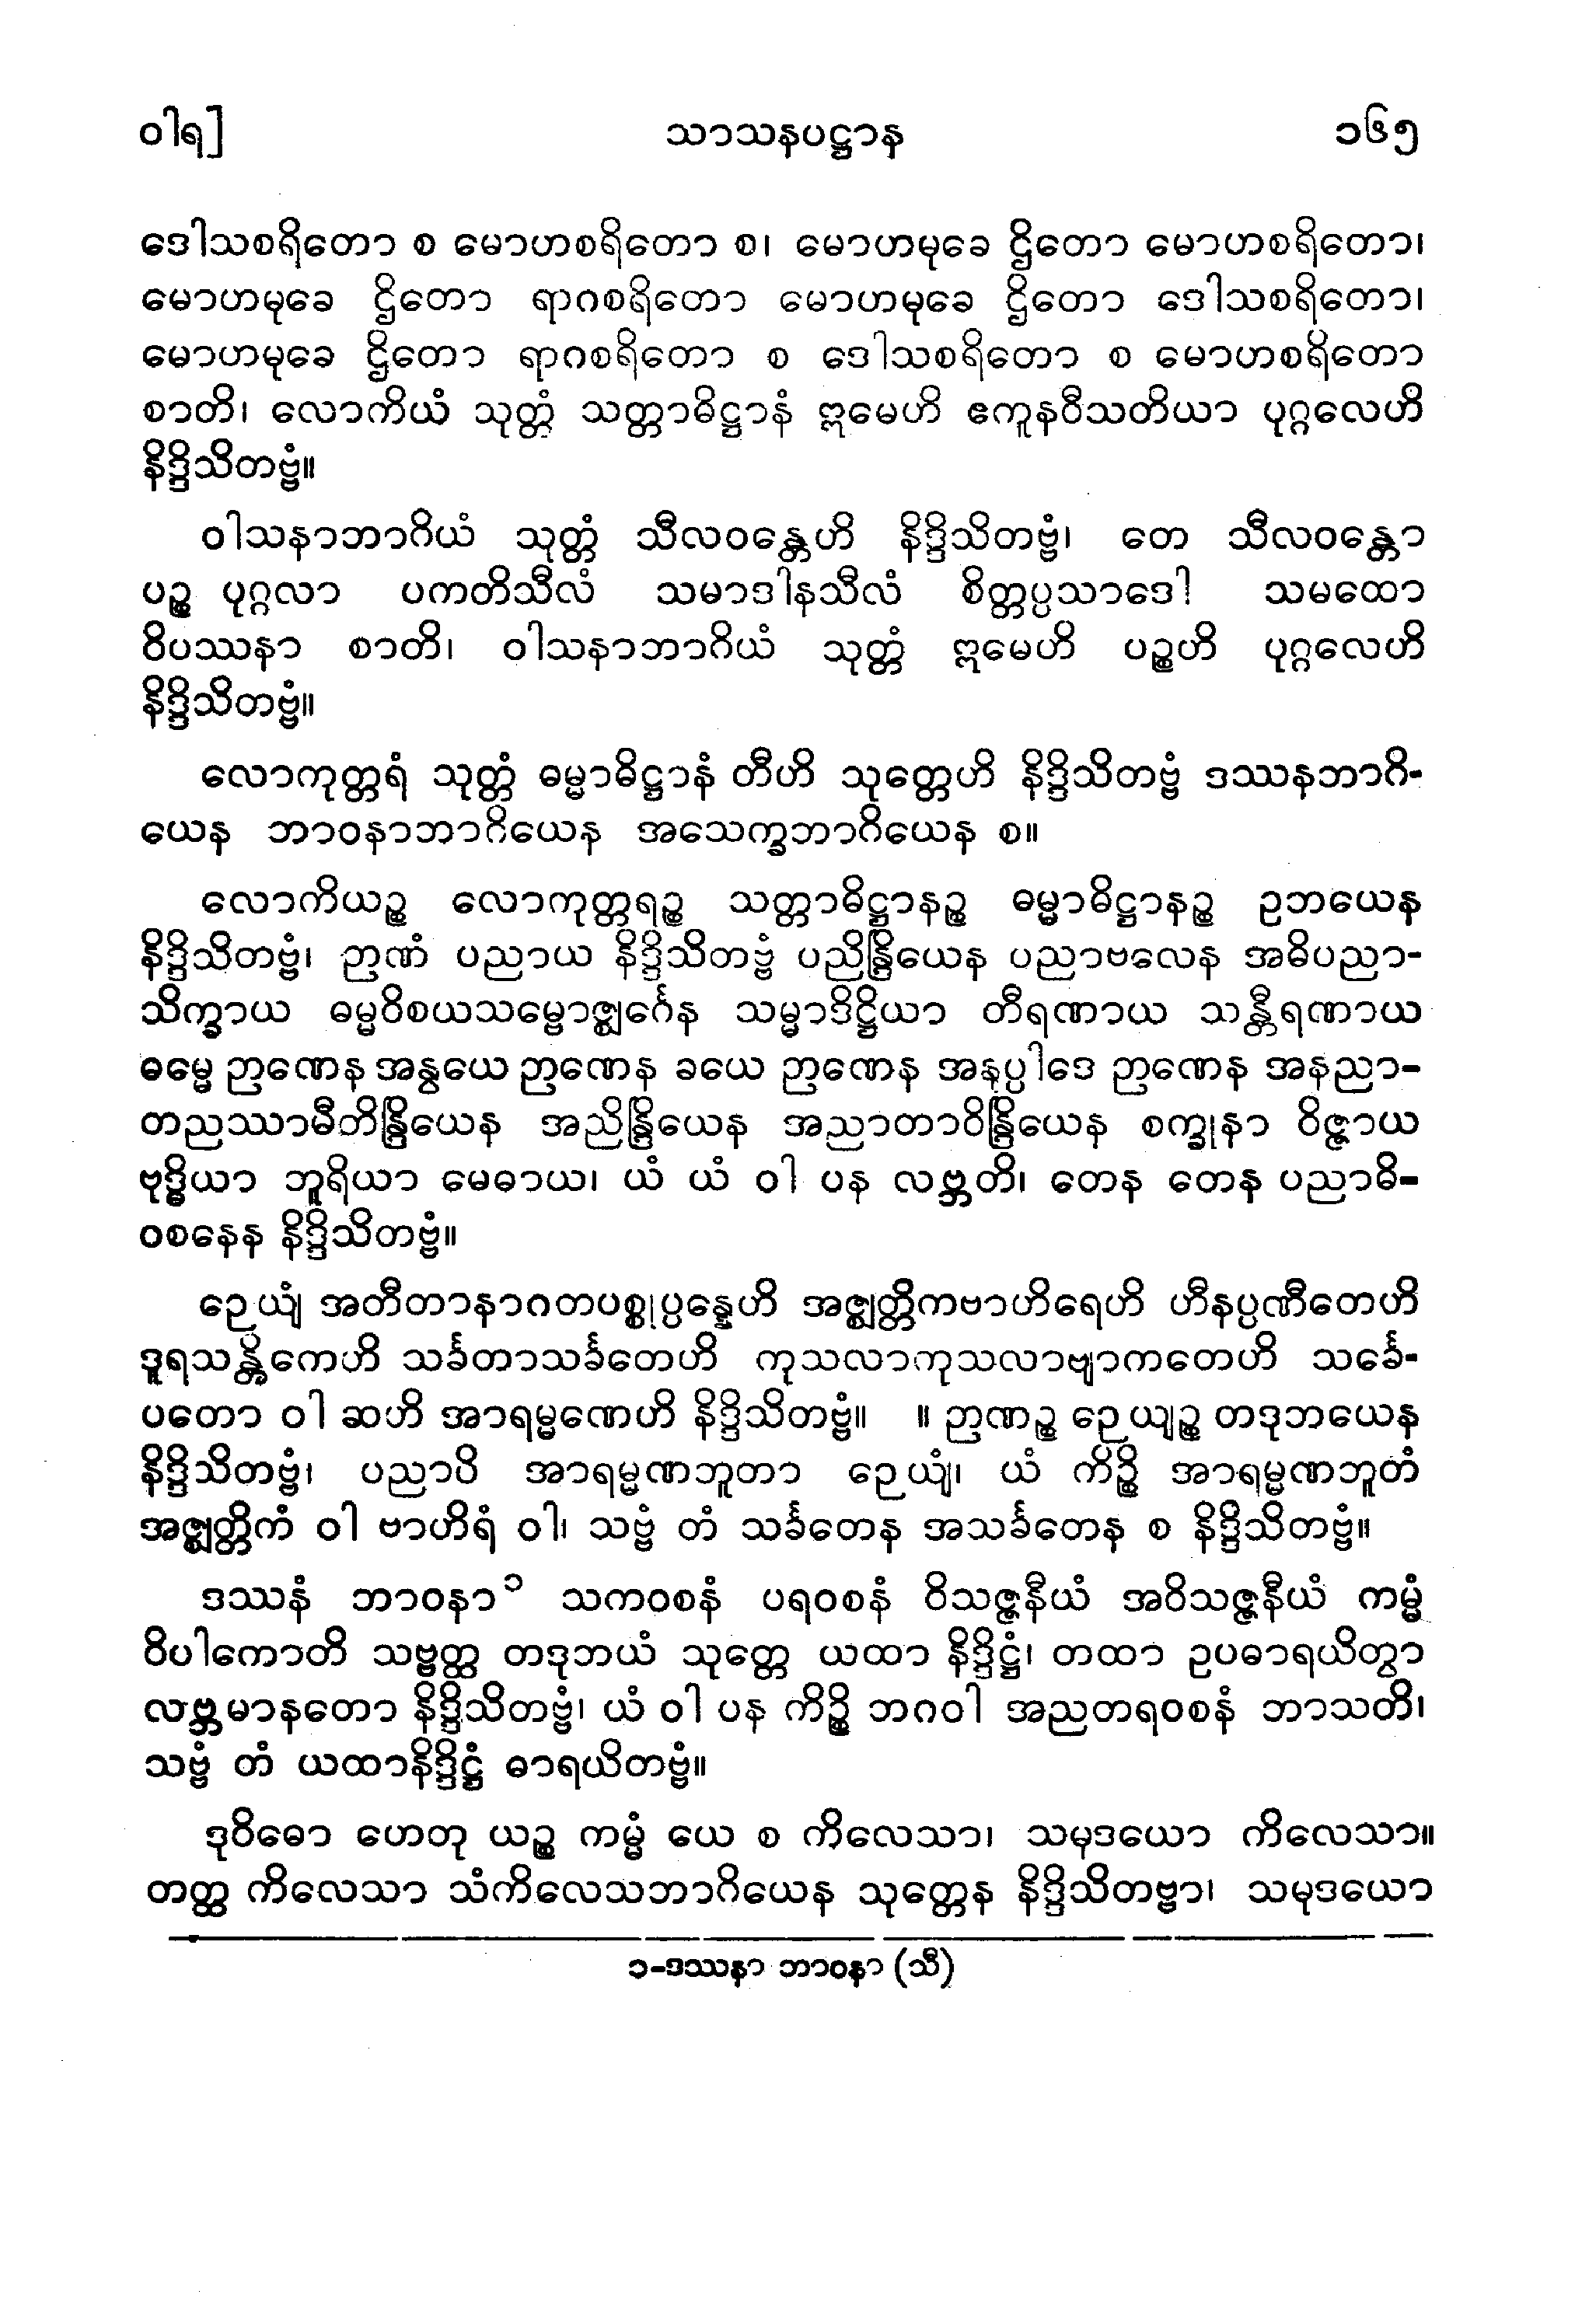 ဝါရ]
သာသနပဋ္ဌာန
၁၆၅
ဒေါသစရိတော စ မောဟစရိတော စ၊ မောဟမုခေ ဌိတော မောဟစရိတော၊
မောဟမုခေ ဌိတော ရာဂစရိတော မောဟမုခေ ဌိတော ဒေါသစရိတော၊
မောဟမုခေ ဌိတော ရာဂစရိတော စ ဒေါသစရိတော စ မောဟစရိတော
စာတိ၊ လောကိယံ သုတ္တံ သတ္တာဓိဋ္ဌာနံ ဣမေဟိ ဧကူနဝီသတိယာ ပုဂ္ဂလေဟိ
နိဒ္ဒိသိတဗ္ဗံ။
ဝါသနာဘာဂိယံ သုတ္တံ သီလဝန္တေဟိ နိဒ္ဒိသိတဗ္ဗံ၊ တေ သီလဝန္တော
ပဉ္စ ပုဂ္ဂလာ ပကတိသီလံ သမာဒါနသီလံ စိတ္တပ္ပသာဒေါ သမထော
ဝိပဿနာ စာတိ၊ ဝါသနာဘာဂိယံ သုတ္တံ ဣမေဟိ ပဉ္စဟိ ပုဂ္ဂလေဟိ
နိဒ္ဒိသိတဗ္ဗံ။
လောကုတ္တရံ သုတ္တံ ဓမ္မာဓိဋ္ဌာနံ တီဟိ သုတ္တေဟိ နိဒ္ဒိသိတဗ္ဗံ ဒဿနဘာဂိ-
ယေန ဘာဝနာဘာဂိယေန အသေက္ခဘာဂိယေန စ။
လောကိယဉ္စ လောကုတ္တရဉ္စ သတ္တာဓိဋ္ဌာနဉ္စ ဓမ္မာဓိဋ္ဌာနဉ္စ ဥဘယေန
နိဒ္ဒိသိတဗ္ဗံ၊ ဉာဏံ ပညာယ နိဒ္ဒိသိတဗ္ဗံ ပညိန္ဒြိယေန ပညာဗလေန အဓိပညာ-
သိက္ခာယ ဓမ္မဝိစယသမ္ဗောဇ္ဈင်္ဂေန သမ္မာဒိဋ္ဌိယာ တီရဏာယ သန္တီရဏာယ
ဓမ္မေ ဉာဏေန အနွယေ ဉာဏေန ခယေ ဉာဏေန အနုပ္ပါဒေ ဉာဏေန အနညာ-
တညဿာမီတိန္ဒြိယေန အညိန္ဒြိယေန အညာတာဝိန္ဒြိယေန စက္ခုနာ ဝိဇ္ဇာယ
ဗုဒ္ဓိယာ ဘူရိယာ မေဓာယ၊ ယံ ယံ ဝါ ပန လဗ္ဘတိ၊ တေန တေန ပညာဓိ-
ဝစနေန နိဒ္ဒိသိတဗ္ဗံ။
ဉေယျံ အတီတာနာဂတပစ္စုပ္ပန္နေဟိ အဇ္ဈတ္တိကဗာဟိရေဟိ ဟီနပ္ပဏီတေဟိ
ဒူရသန္တိကေဟိ သင်္ခတာသင်္ခတေဟိ ကုသလာကုသလာဗျာကတေဟိ သင်္ခေ-
ပတော ဝါ ဆဟိ အာရမ္မဏေဟိ နိဒ္ဒိသိတဗ္ဗံ။ ။ ဉာဏဉ္စ ဉေယျဉ္စ တဒုဘယေန
နိဒ္ဒိသိတဗ္ဗံ၊ ပညာပိ အာရမ္မဏဘူတာ ဉေယျံ၊ ယံ ကိဉ္စိ အာရမ္မဏဘူတံ
အဇ္ဈတ္တိကံ ဝါ ဗာဟိရံ ဝါ၊ သဗ္ဗံ တံ သင်္ခတေန အသင်္ခတေန စ နိဒ္ဒိသိတဗ္ဗံ။
ဒဿနံ ဘာဝနာ၁ သကဝစနံ ပရဝစနံ ဝိသဇ္ဇနီယံ အဝိသဇ္ဇနီယံ ကမ္မံ
ဝိပါကောတိ သဗ္ဗတ္ထ တဒုဘယံ သုတ္တေ ယထာ နိဒ္ဒိဋ္ဌံ၊ တထာ ဥပဓာရယိတွာ
လဗ္ဘမာနတော နိဒ္ဒိသိတဗ္ဗံ၊ ယံ ဝါ ပန ကိဉ္စိ ဘဂဝါ အညတရဝစနံ ဘာသတိ၊
သဗ္ဗံ တံ ယထာနိဒ္ဒိဋ္ဌံ ဓာရယိတဗ္ဗံ။
ဒုဝိဓော ဟေတု ယဉ္စ ကမ္မံ ယေ စ ကိလေသာ၊ သမုဒယော ကိလေသာ။
တတ္ထ ကိလေသာ သံကိလေသဘာဂိယေန သုတ္တေန နိဒ္ဒိသိတဗ္ဗာ၊ သမုဒယော
၁-ဒဿနာ ဘာဝနာ (သီ)